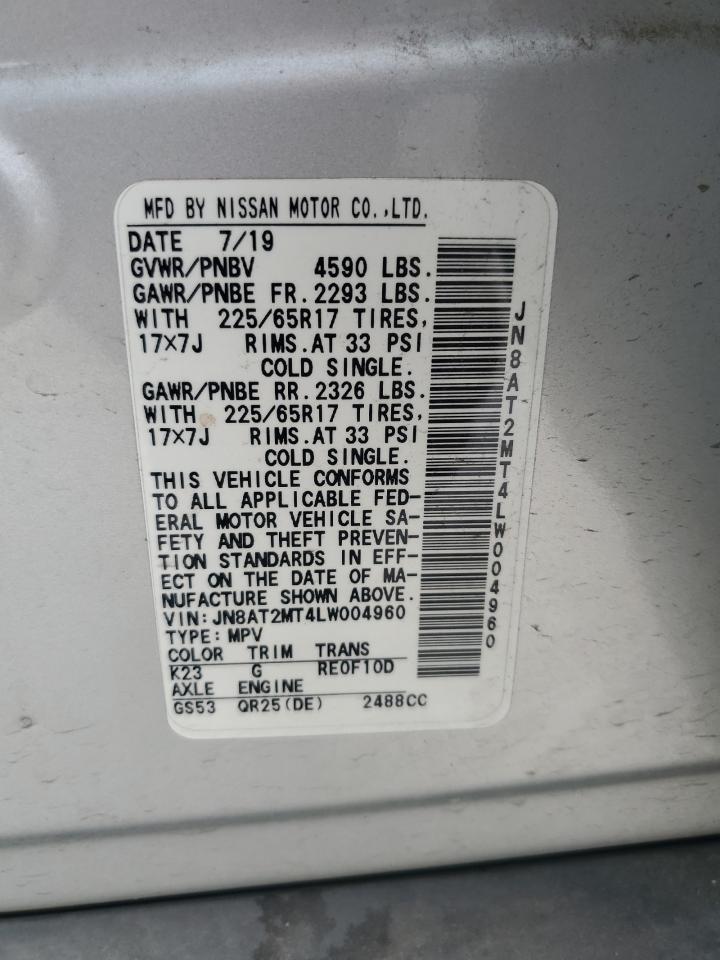 MFD BY NISSAN MOTOR CO.,LTD.
DATE 7/19
GVWR/PNBV 4590 LBS.
GAWR/PNBE FR.2293 LBS.
WITH 225/65R17 TIRES,
17×7J RIMS.AT 33 PSI
COLD SINGLE.
GAWR/PNBE RR.2326 LBS.
WITH 225/65R17 TIRES,
17×7J RIMS.AT 33 PSI
COLD SINGLE.
THIS VEHICLE CONFORMS
TO ALL APPLICABLE FED-
ERAL MOTOR VEHICLE SA-
FETY AND THEFT PREVEN-
TION STANDARDS IN EFF-
ECT ON THE DATE OF MA-
NUFACTURE SHOWN ABOVE.
VIN:JN8AT2MT4LW004960
TYPE:MPV
COLOR TRIM TRANS
K23 G RE0F10D
AXLE ENGINE
GS53 QR25(DE) 2488CC
JN8AT2MT4LW004960